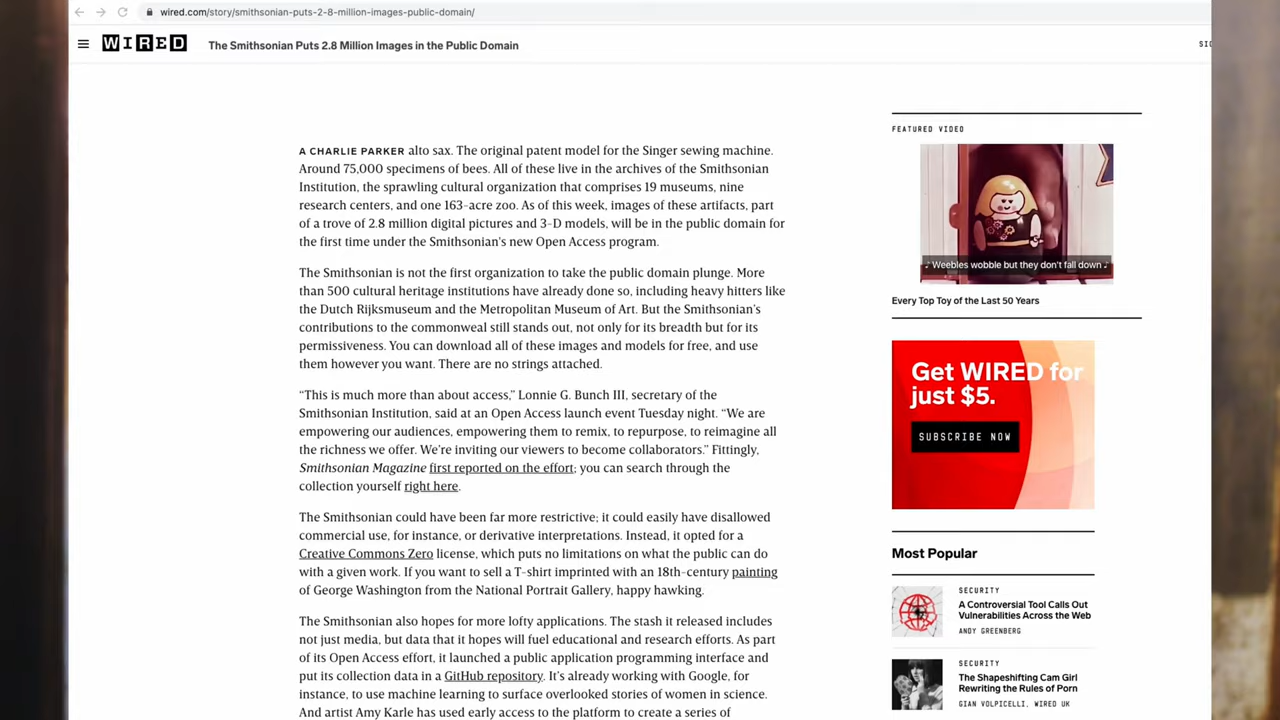 wired.com/story/smithsonian-puts-2-8-million-images-public-domain/
WIRED
The Smithsonian Puts 2.8 Million Images in the Public Domain
A CHARLIE PARKER alto sax. The original patent model for the Singer sewing machine.
Around 75,000 specimens of bees. All of these live in the archives of the Smithsonian
Institution, the sprawling cultural organization that comprises 19 museums, nine
research centers, and one 163-acre zoo. As of this week, images of these artifacts, part
of a trove of 2.8 million digital pictures and 3-D models, will be in the public domain for
the first time under the Smithsonian's new Open Access program.
The Smithsonian is not the first organization to take the public domain plunge. More
than 500 cultural heritage institutions have already done so, including heavy hitters like
the Dutch Rijksmuseum and the Metropolitan Museum of Art. But the Smithsonian's
contributions to the commonweal still stands out, not only for its breadth but for its
permissiveness. You can download all of these images and models for free, and use
them however you want. There are no strings attached.
“This is much more than about access,” Lonnie G. Bunch III, secretary of the
Smithsonian Institution, said at an Open Access launch event Tuesday night. “We are
empowering our audiences, empowering them to remix, to repurpose, to reimagine all
the richness we offer. We're inviting our viewers to become collaborators.” Fittingly,
Smithsonian Magazine first reported on the effort; you can search through the
collection yourself right here.
The Smithsonian could have been far more restrictive; it could easily have disallowed
commercial use, for instance, or derivative interpretations. Instead, it opted for a
Creative Commons Zero license, which puts no limitations on what the public can do
with a given work. If you want to sell a T-shirt imprinted with an 18th-century painting
of George Washington from the National Portrait Gallery, happy hawking.
The Smithsonian also hopes for more lofty applications. The stash it released includes
not just media, but data that it hopes will fuel educational and research efforts. As part
of its Open Access effort, it launched a public application programming interface and
put its collection data in a GitHub repository. It's already working with Google, for
instance, to use machine learning to surface overlooked stories of women in science.
And artist Amy Karle has used early access to the platform to create a series of
FEATURED VIDEO
♪ Weebles wobble but they don't fall down ♪
Every Top Toy of the Last 50 Years
Get WIRED for
just $5.
SUBSCRIBE NOW
Most Popular
SECURITY
A Controversial Tool Calls Out
Vulnerabilities Across the Web
ANDY GREENBERG
SECURITY
The Shapeshifting Cam Girl
Rewriting the Rules of Porn
GIAN VOLPICELLI, WIRED UK